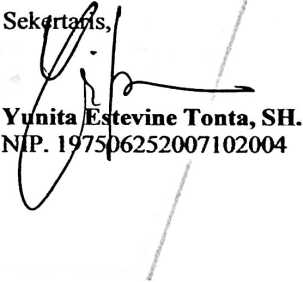 Sekertaris,
Yunita Estevine Tonta, SH.
NIP. 197506252007102004